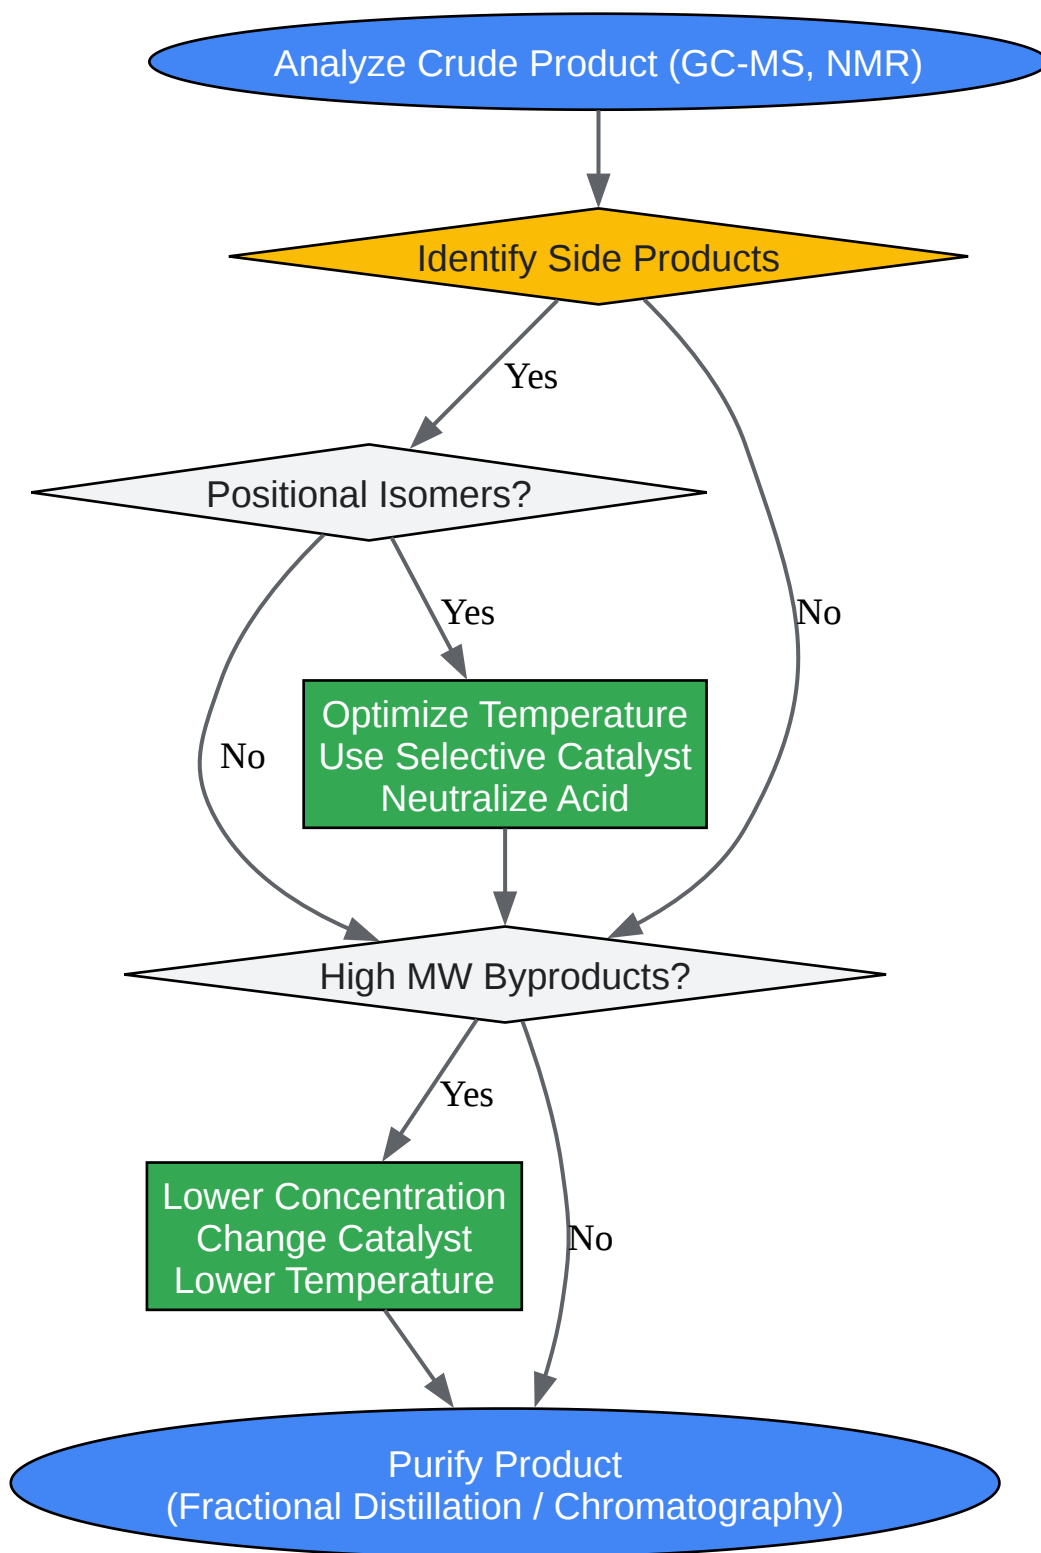 Analyze Crude Product (GC-MS, NMR)
Identify Side Products
Yes
Positional Isomers?
Yes
No
Optimize Temperature
Use Selective Catalyst
Neutralize Acid
No
High MW Byproducts?
Yes
Lower Concentration
Change Catalyst
Lower Temperature
No
Purify Product
(Fractional Distillation / Chromatography)